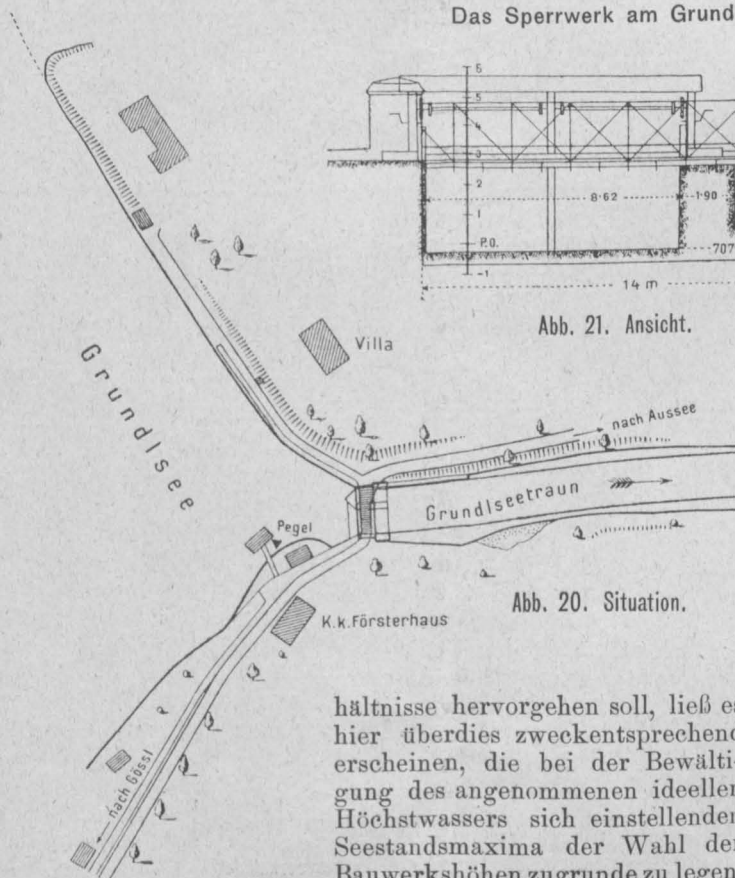 Das Sperrwerk am Grund
6
5
4
3
2
1
P.0.
-1
8·62
1·90
707
14 m
Abb. 21. Ansicht.
Grundlsee
Villa
nach Aussee
Grundlseetraun
Pegel
K.k.Försterhaus
Abb. 20. Situation.
nach Gössl
hältnisse hervorgehen soll, ließ es
hier überdies zweckentsprechend
erscheinen, die bei der Bewälti-
gung des angenommenen ideellen
Höchstwassers sich einstellenden
Seestandsmaxima der Wahl der
Bauwerkshöhen zugrunde zu legen